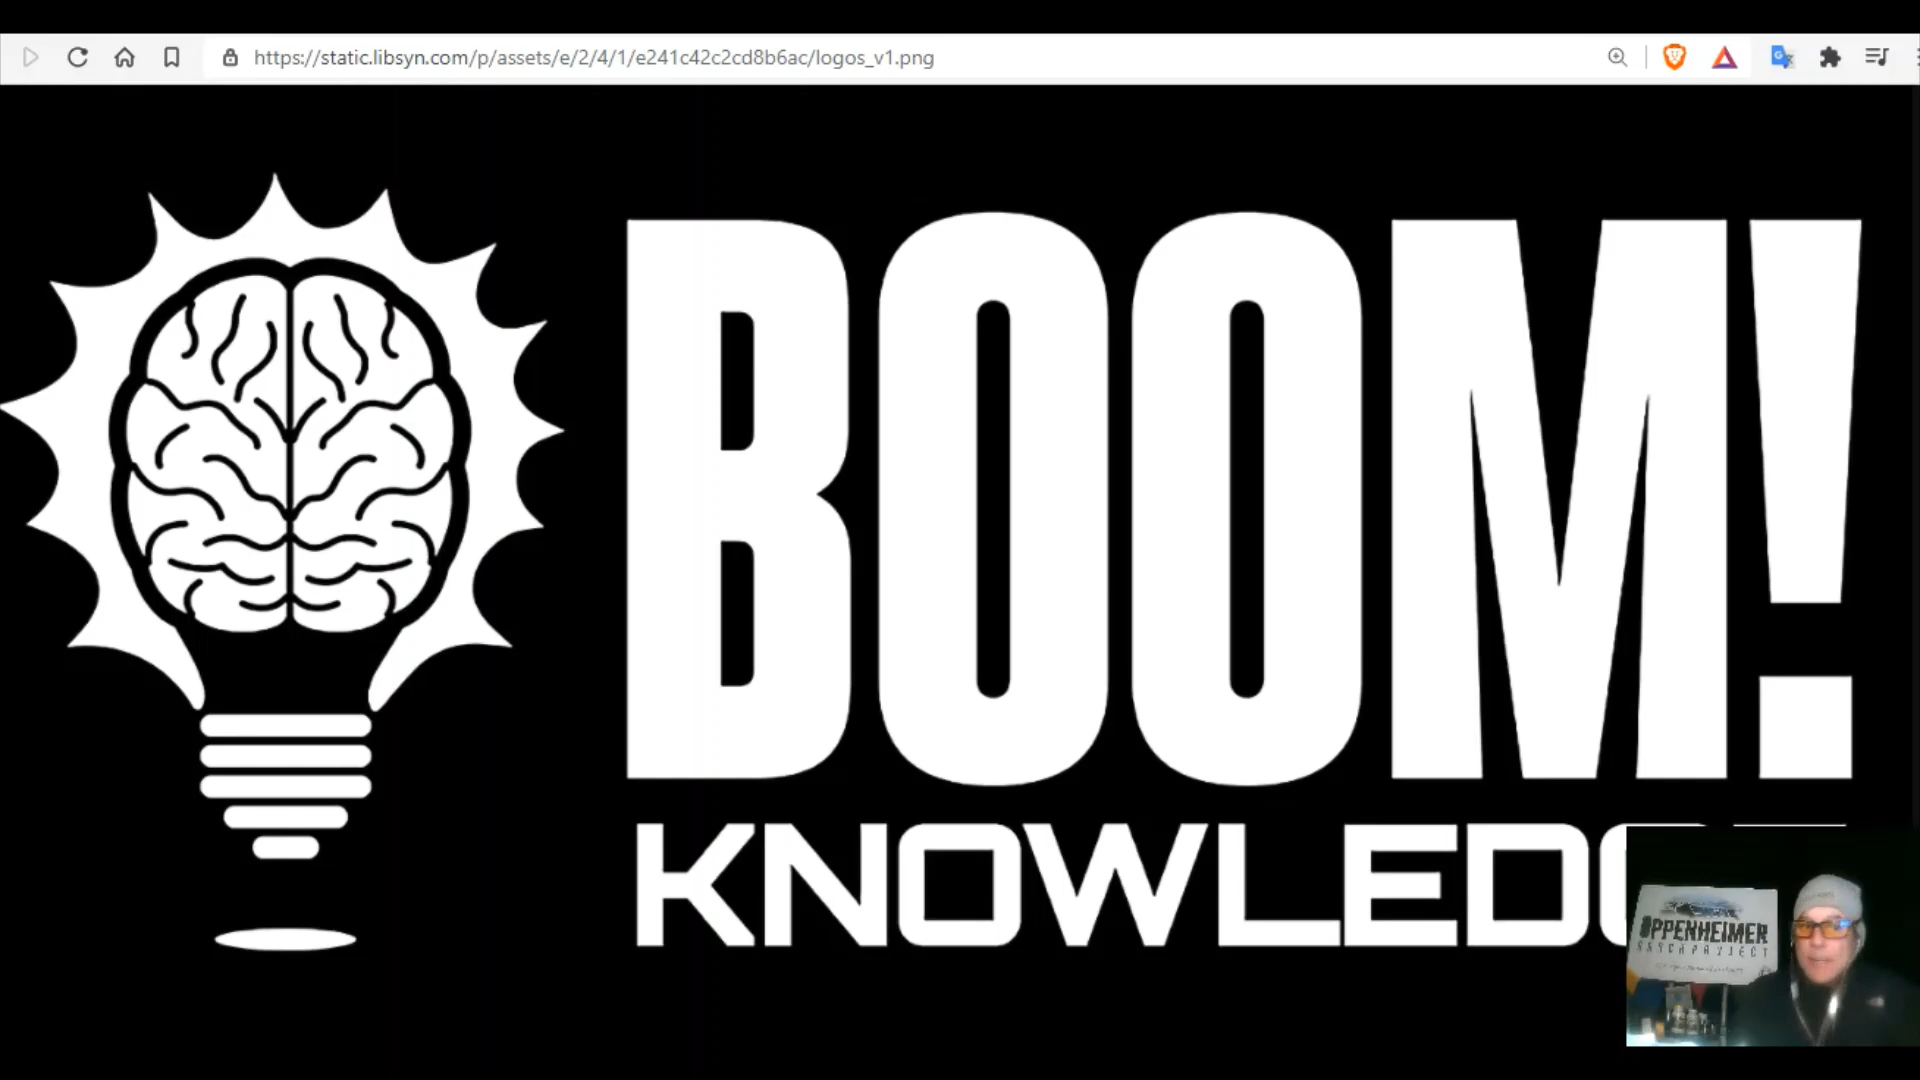 https://static.libsyn.com/p/assets/e/2/4/1/e241c42c2cd8b6ac/logos_v1.png
BOOM!
KNOWLED
OPPENHEIMER